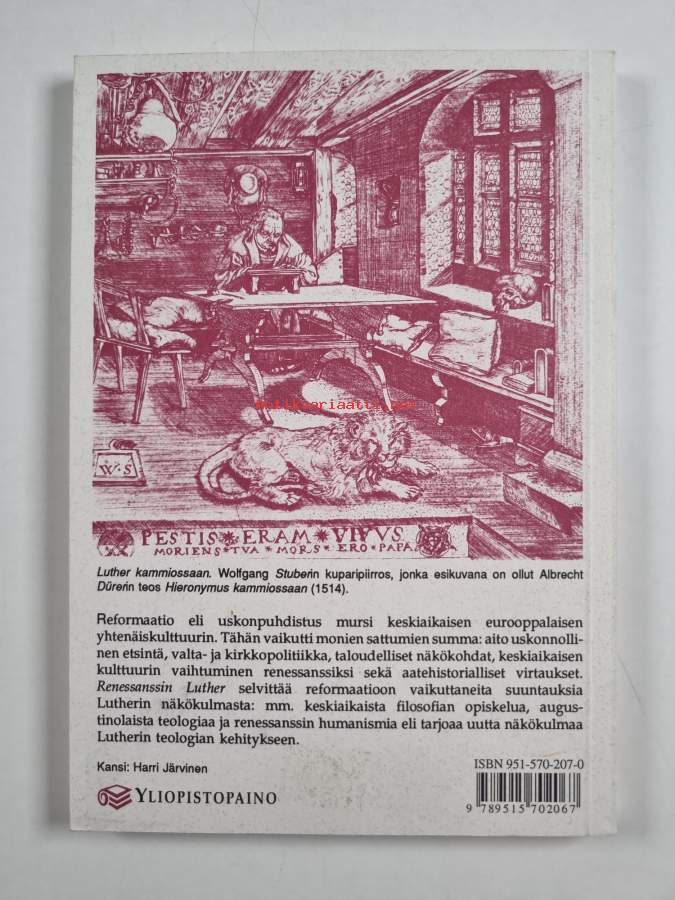 Antikvariaatti.com
W·S
PESTIS * ERAM * VIVVS
MORIENS * TVA * MORS * ERO * PAPA
Luther kammiossaan. Wolfgang Stuberin kuparipiirros, jonka esikuvana on ollut Albrecht
Dürerin teos Hieronymus kammiossaan (1514).
Reformaatio eli uskonpuhdistus mursi keskiaikaisen eurooppalaisen
yhtenäiskulttuurin. Tähän vaikutti monien sattumien summa: aito uskonnolli-
nen etsintä, valta- ja kirkkopolitiikka, taloudelliset näkökohdat, keskiaikaisen
kulttuurin vaihtuminen renessanssiksi sekä aatehistorialliset virtaukset.
Renessanssin Luther selvittää reformaatioon vaikuttaneita suuntauksia
Lutherin näkökulmasta: mm. keskiaikaista filosofian opiskelua, augus-
tinolaista teologiaa ja renessanssin humanismia eli tarjoaa uutta näkökulmaa
Lutherin teologian kehitykseen.
Kansi: Harri Järvinen
YLIOPISTOPAINO
ISBN 951-570-207-0
9 789515 702067